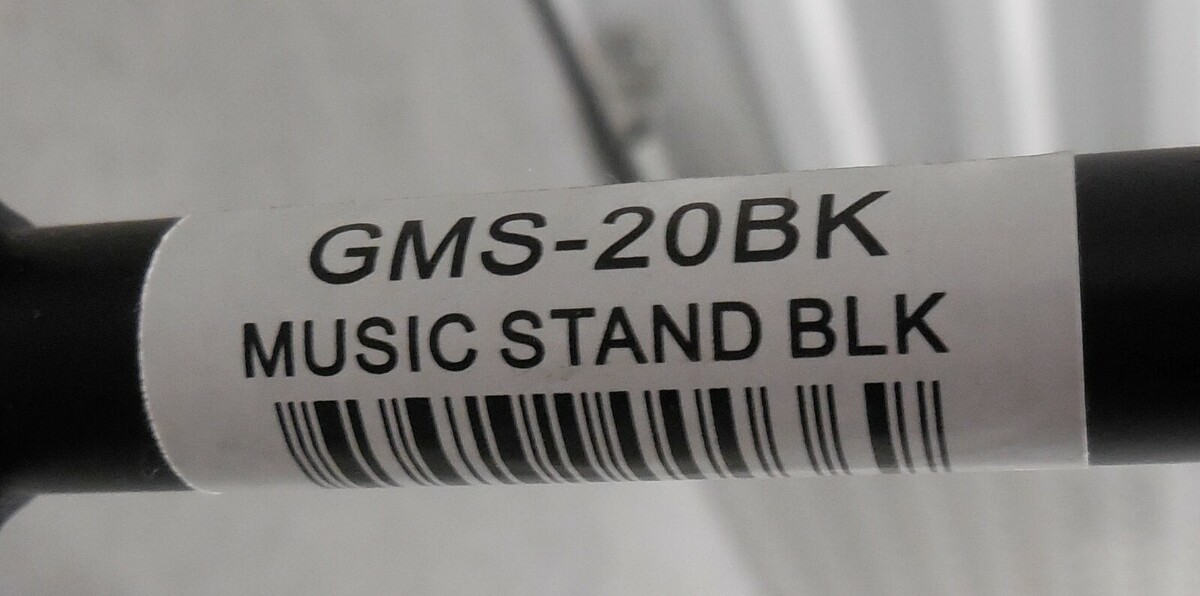 GMS-20BK
MUSIC STAND BLK